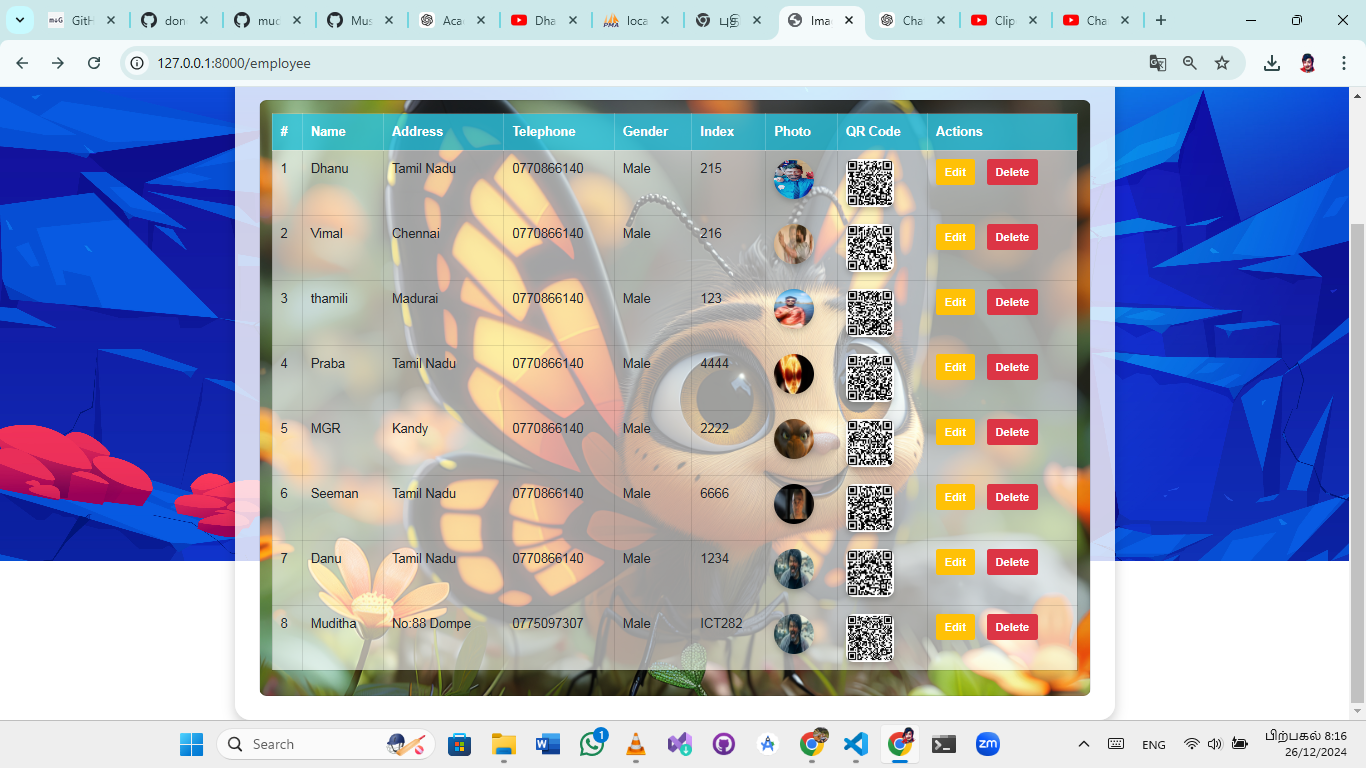 GitH
don
muc
Mus
Aca
Dha
loca
புதி
Ima
Cha
Clip
Cha
127.0.0.1:8000/employee
# Name Address Telephone Gender Index Photo QR Code Actions
1 Dhanu Tamil Nadu 0770866140 Male 215 Edit Delete
2 Vimal Chennai 0770866140 Male 216 Edit Delete
3 thamili Madurai 0770866140 Male 123 Edit Delete
4 Praba Tamil Nadu 0770866140 Male 4444 Edit Delete
5 MGR Kandy 0770866140 Male 2222 Edit Delete
6 Seeman Tamil Nadu 0770866140 Male 6666 Edit Delete
7 Danu Tamil Nadu 0770866140 Male 1234 Edit Delete
8 Muditha No:88 Dompe 0775097307 Male ICT282 Edit Delete
Search
1
zm
ENG
பிற்பகல் 8:16
26/12/2024